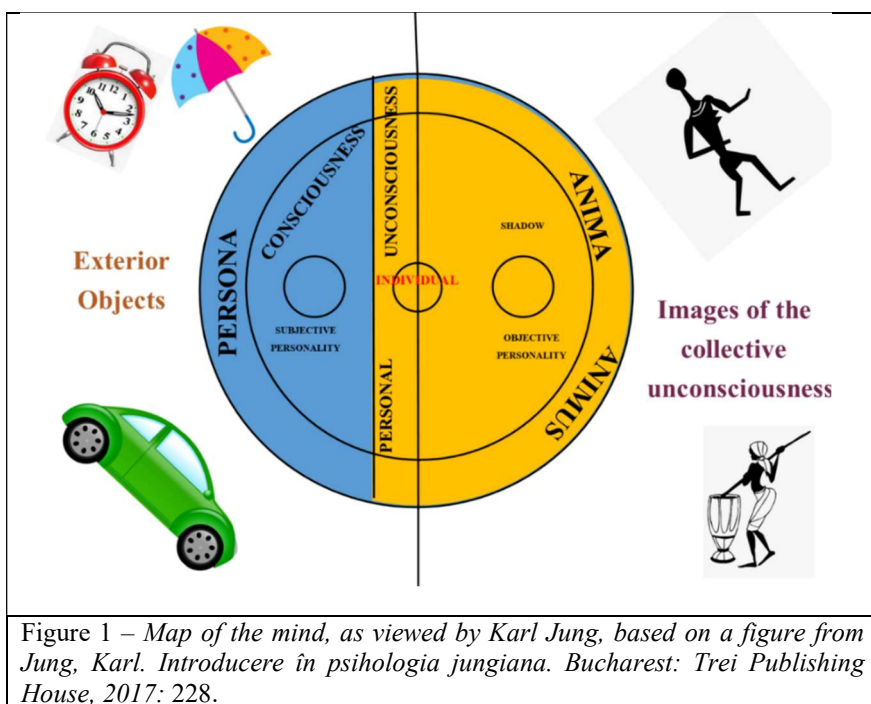 Exterior
Objects
PERSONA
CONSCIOUSNESS
SUBJECTIVE
PERSONALITY
UNCONSCIOUSNESS
INDIVIDUAL
PERSONAL
SHADOW
OBJECTIVE
PERSONALITY
ANIMA
ANIMUS
Images of the
collective
unconsciousness
Figure 1 – Map of the mind, as viewed by Karl Jung, based on a figure from
Jung, Karl. Introducere în psihologia jungiana. Bucharest: Trei Publishing
House, 2017: 228.